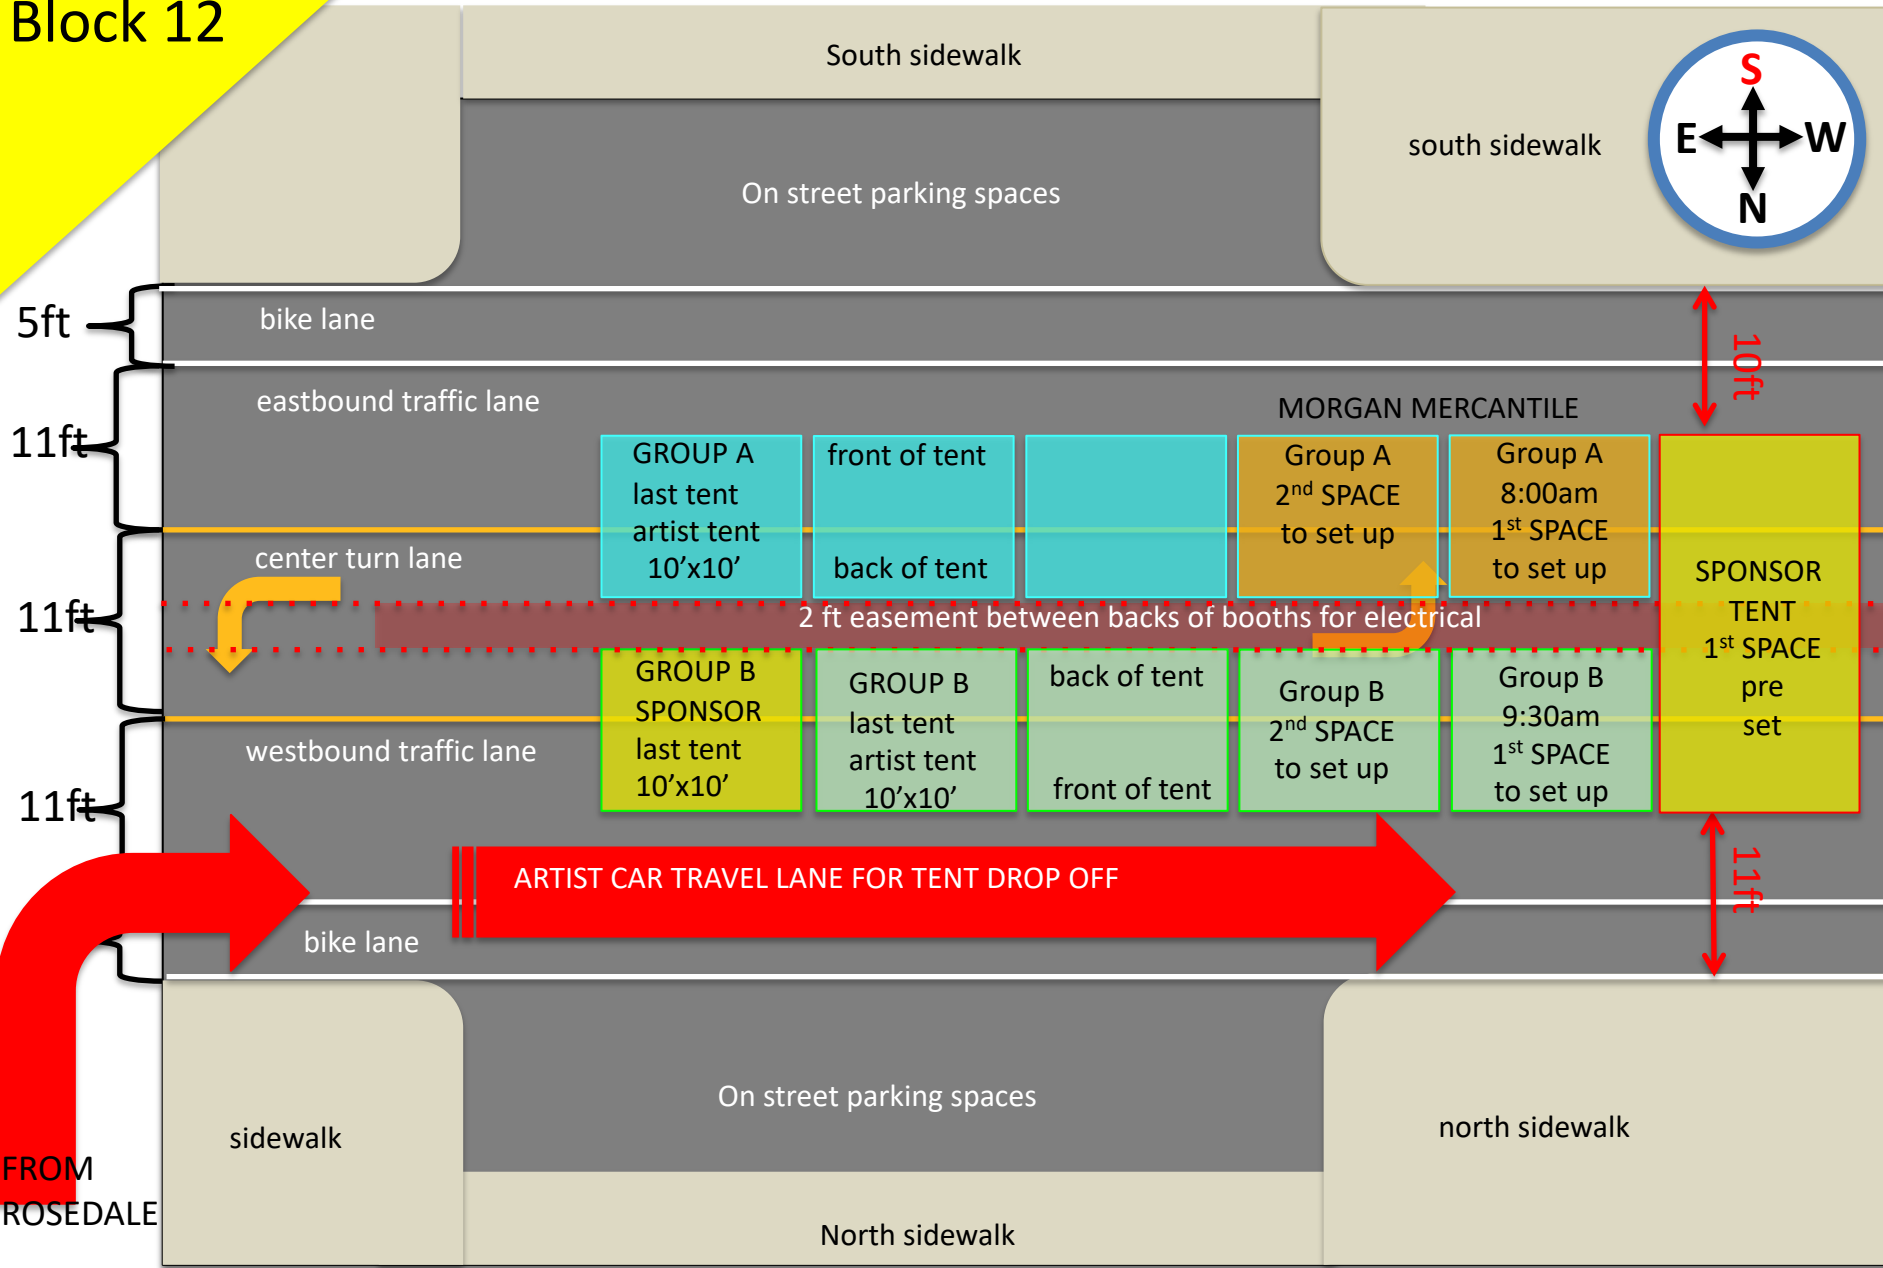 Block 12
South sidewalk
south sidewalk
S
E
W
N
On street parking spaces
5ft
bike lane
10ft
eastbound traffic lane
11ft
MORGAN MERCANTILE
GROUP A
last tent
artist tent
10’x10’
front of tent
back of tent
Group A
2nd SPACE
to set up
Group A
8:00am
1st SPACE
to set up
SPONSOR
TENT
1st SPACE
pre
set
center turn lane
11ft
2 ft easement between backs of booths for electrical
GROUP B
SPONSOR
last tent
10’x10’
GROUP B
last tent
artist tent
10’x10’
back of tent
front of tent
Group B
2nd SPACE
to set up
Group B
9:30am
1st SPACE
to set up
westbound traffic lane
11ft
ARTIST CAR TRAVEL LANE FOR TENT DROP OFF
11ft
bike lane
On street parking spaces
sidewalk
north sidewalk
FROM
ROSEDALE
North sidewalk